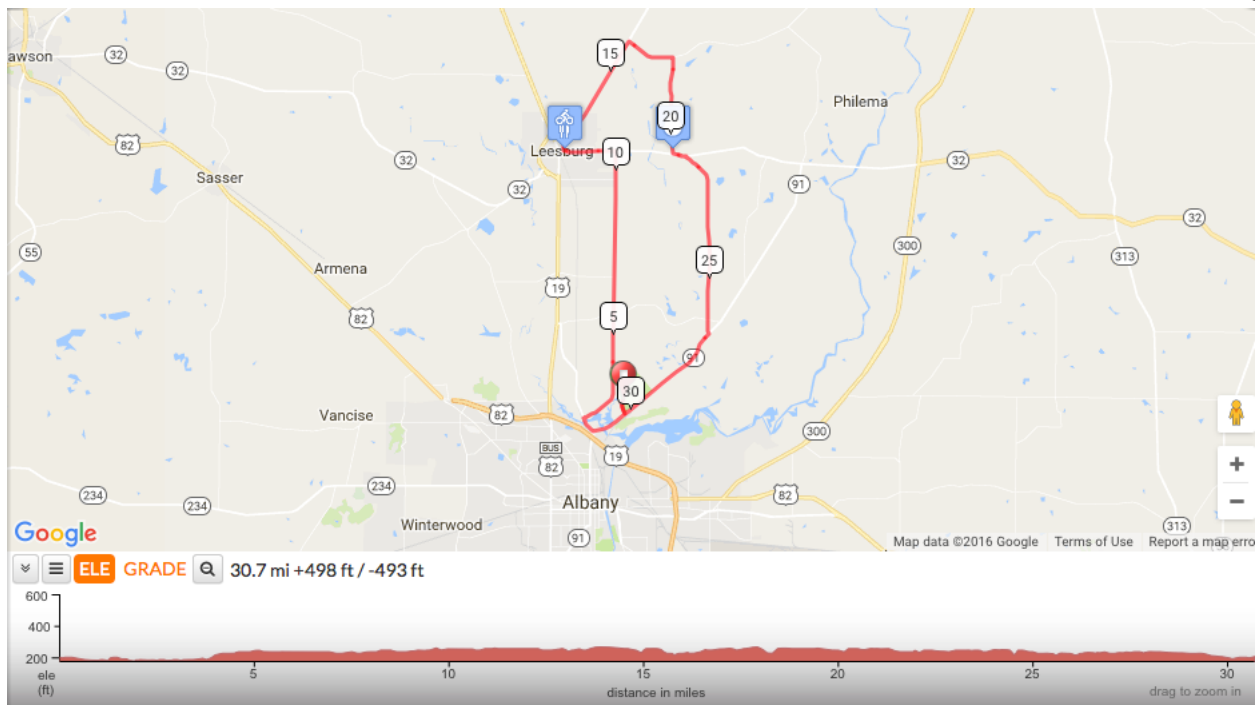 15
awson
32
32
20
Philema
82
Leesburg
10
32
32
Sasser
91
32
32
55
300
313
Armena
25
19
82
5
91
30
Vancise
82
300
BUS
82
19
234
234
234
82
Albany
Winterwood
313
91
Google
Map data ©2016 Google Terms of Use Report a map erro
ELE GRADE 30.7 mi +498 ft / -493 ft
600
400
200
ele
(ft)
5 10 15 20 25 30
distance in miles
drag to zoom in